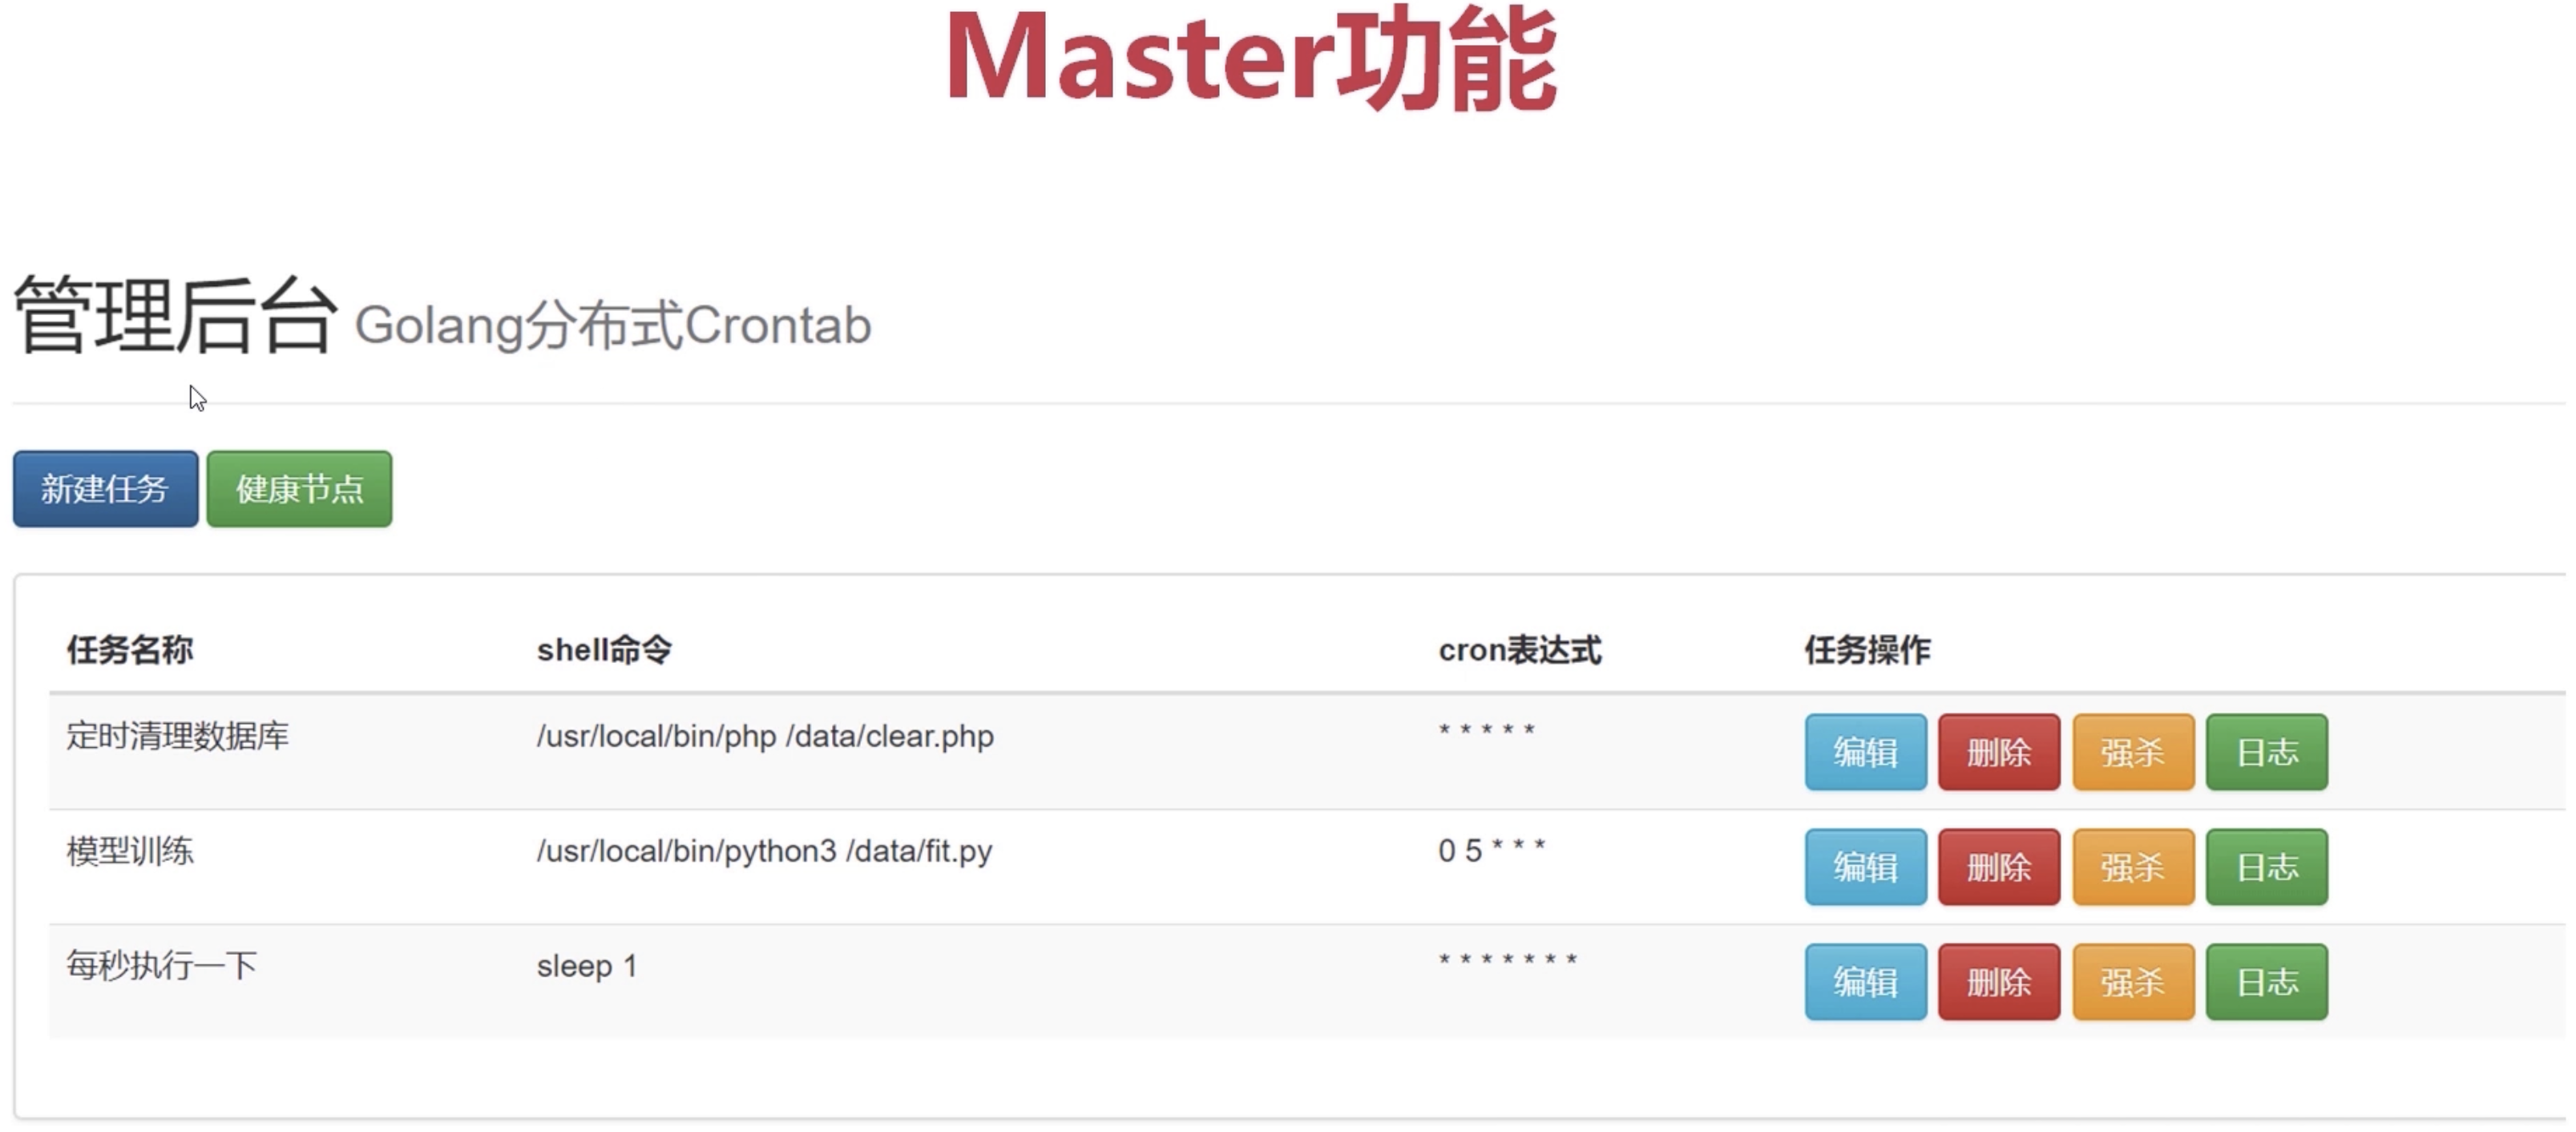 Master功能
管理后台 Golang分布式Crontab
新建任务 健康节点
任务名称 shell命令 cron表达式 任务操作
定时清理数据库 /usr/local/bin/php /data/clear.php * * * * * 编辑 删除 强杀 日志
模型训练 /usr/local/bin/python3 /data/fit.py 0 5 * * * 编辑 删除 强杀 日志
每秒执行一下 sleep 1 * * * * * * * 编辑 删除 强杀 日志